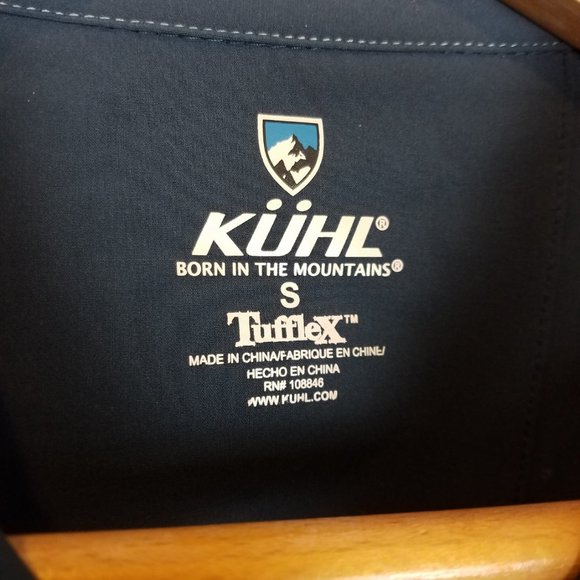 KÜHL®
BORN IN THE MOUNTAINS®
S
TuffleX™
MADE IN CHINA/FABRIQUE EN CHINE/
HECHO EN CHINA
RN# 108846
WWW.KUHL.COM